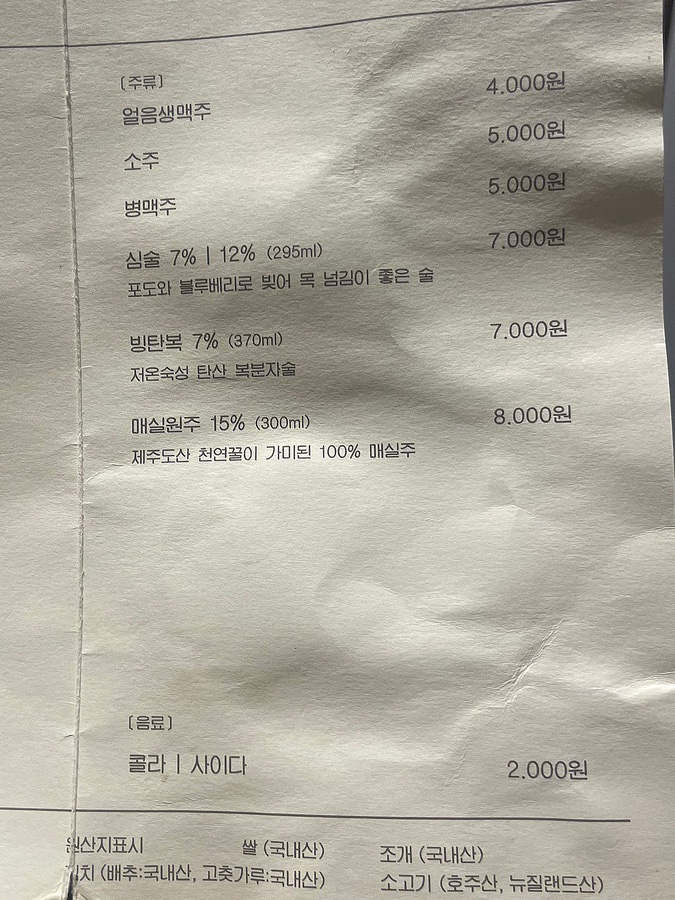 [주류]
얼음생맥주 4.000원
소주 5.000원
병맥주 5.000원
심술 7% | 12% (295ml) 7.000원
포도와 블루베리로 빚어 목 넘김이 좋은 술
빙탄복 7% (370ml) 7.000원
저온숙성 탄산 복분자술
매실원주 15% (300ml) 8.000원
제주도산 천연꿀이 가미된 100% 매실주
[음료]
콜라 | 사이다 2.000원
원산지표시 쌀 (국내산) 조개 (국내산)
김치 (배추:국내산, 고춧가루:국내산) 소고기 (호주산, 뉴질랜드산)